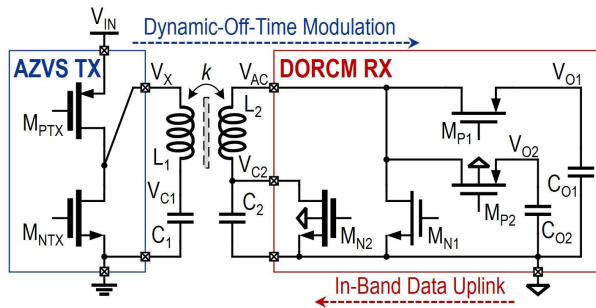 V_IN
Dynamic-Off-Time Modulation
AZVS TX
DORCM RX
V_X
k
V_AC
V_O1
M_PTX
L_1
L_2
M_P1
V_O2
V_C1
V_C2
C_O1
M_NTX
C_1
C_2
M_N2
M_N1
M_P2
C_O2
In-Band Data Uplink